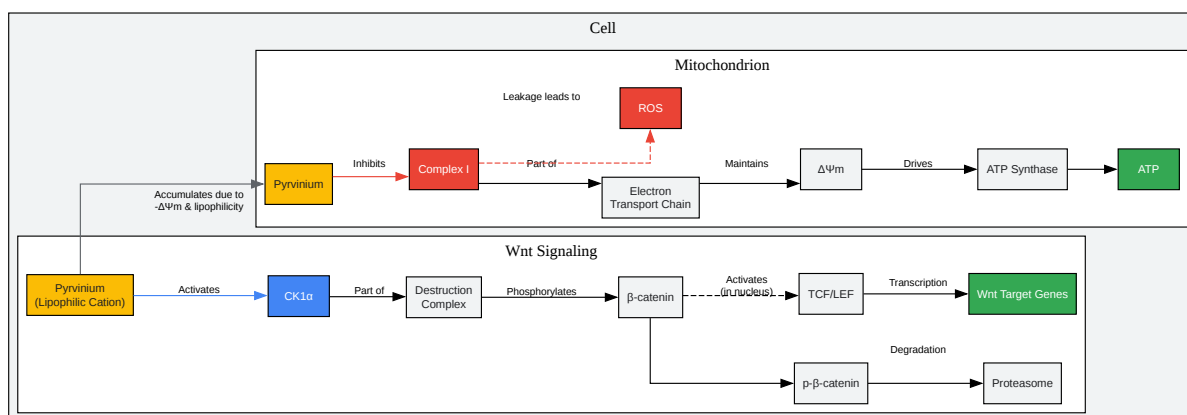 Cell
Mitochondrion
Leakage leads to
ROS
Pyrvinium
Inhibits
Complex I
Part of
Electron
Transport Chain
Maintains
ΔΨm
Drives
ATP Synthase
ATP
Accumulates due to
-ΔΨm & lipophilicity
Wnt Signaling
Pyrvinium
(Lipophilic Cation)
Activates
CK1α
Part of
Destruction
Complex
Phosphorylates
β-catenin
Activates
(in nucleus)
TCF/LEF
Transcription
Wnt Target Genes
p-β-catenin
Degradation
Proteasome